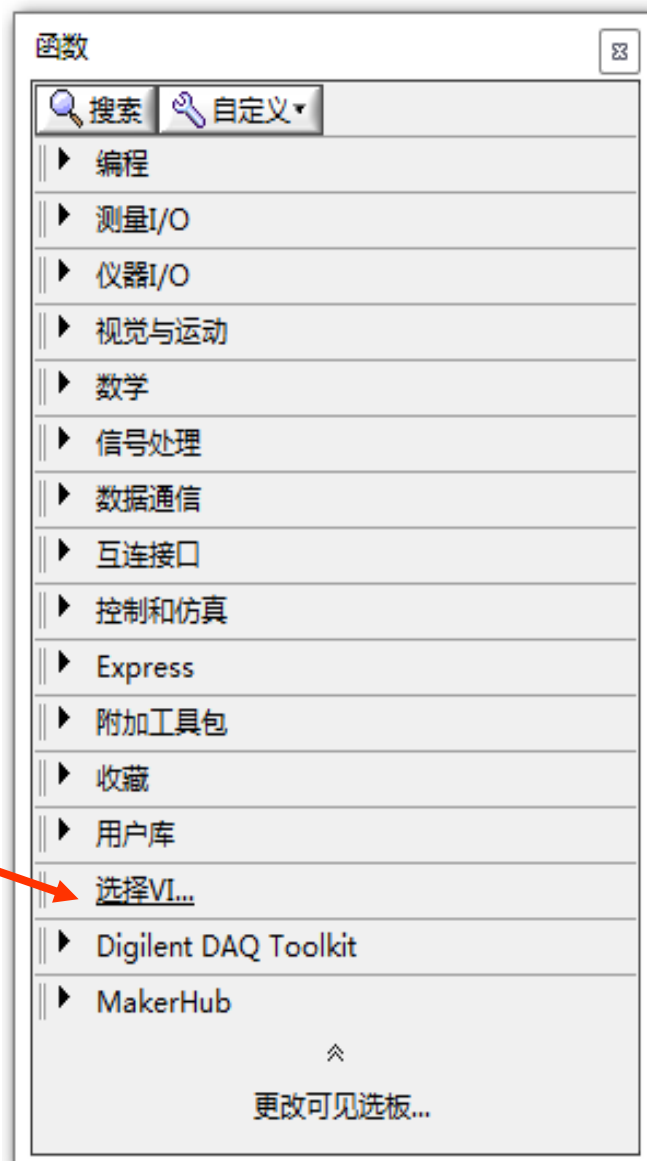 函数
搜索 自定义
编程
测量I/O
仪器I/O
视觉与运动
数学
信号处理
数据通信
互连接口
控制和仿真
Express
附加工具包
收藏
用户库
选择VI...
Digilent DAQ Toolkit
MakerHub
更改可见选板...